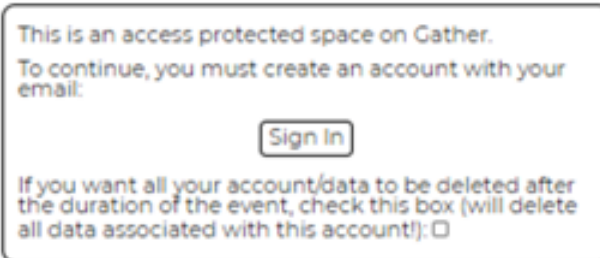 This is an access protected space on Gather.
To continue, you must create an account with your
email:
Sign In
If you want all your account/data to be deleted after
the duration of the event, check this box (will delete
all data associated with this account!):